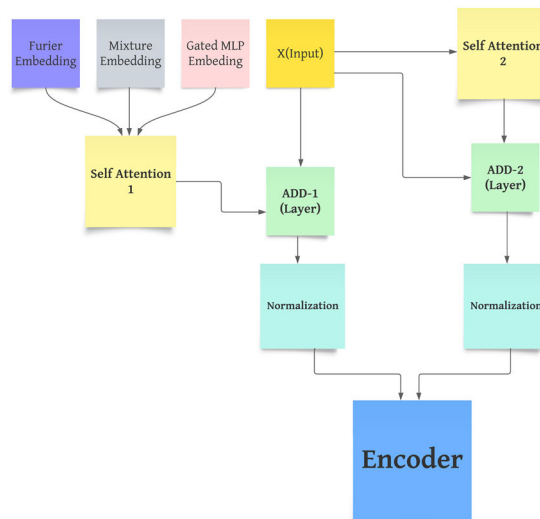 Furier
Embedding
Mixture
Embedding
Gated MLP
Embeding
X(Input)
Self Attention
2
Self Attention
1
ADD-1
(Layer)
ADD-2
(Layer)
Normalization
Normalization
Encoder